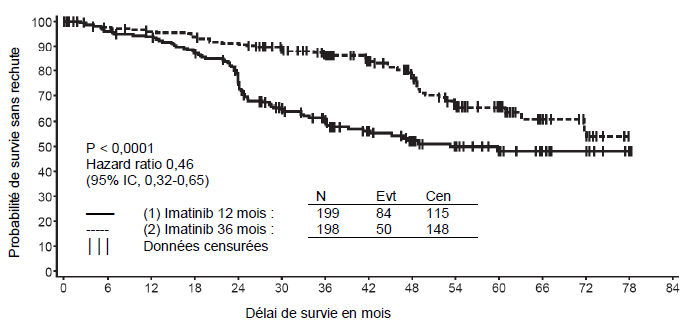 100
90
80
70
60
50
40
30
20
10
0
Probabilité de survie sans rechute
P < 0,0001
Hazard ratio 0,46
(95% IC, 0,32-0,65)
N Evt Cen
(1) Imatinib 12 mois : 199 84 115
(2) Imatinib 36 mois : 198 50 148
Données censurées
0 6 12 18 24 30 36 42 48 54 60 66 72 78 84
Délai de survie en mois